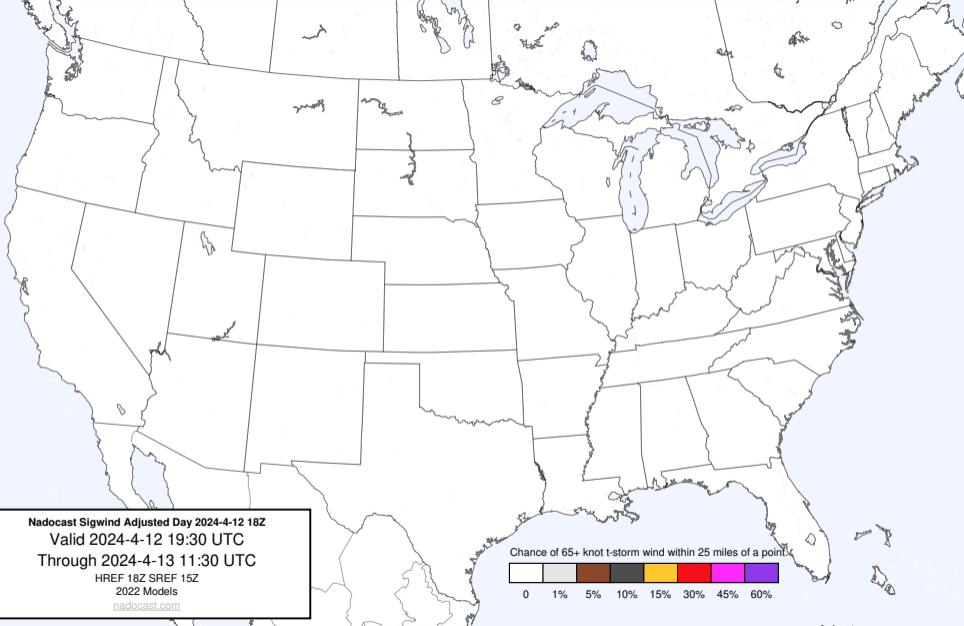 Nadocast Sigwind Adjusted Day 2024-4-12 18Z
Valid 2024-4-12 19:30 UTC
Through 2024-4-13 11:30 UTC
HREF 18Z SREF 15Z
2022 Models
nadocast.com
Chance of 65+ knot t-storm wind within 25 miles of a point.
0 1% 5% 10% 15% 30% 45% 60%